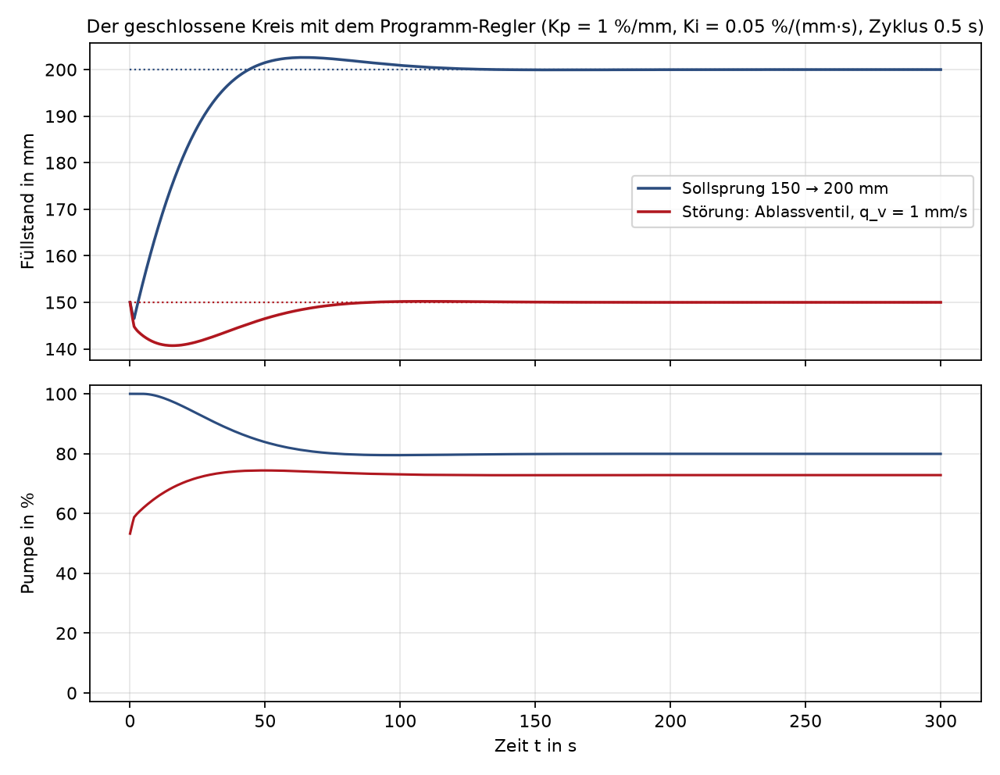 Der geschlossene Kreis mit dem Programm-Regler (Kp = 1 %/mm, Ki = 0.05 %/(mm·s), Zyklus 0.5 s)
Füllstand in mm
200
190
180
170
160
150
140
Sollsprung 150 → 200 mm
Störung: Ablassventil, q_v = 1 mm/s
Pumpe in %
100
80
60
40
20
0
0 50 100 150 200 250 300
Zeit t in s